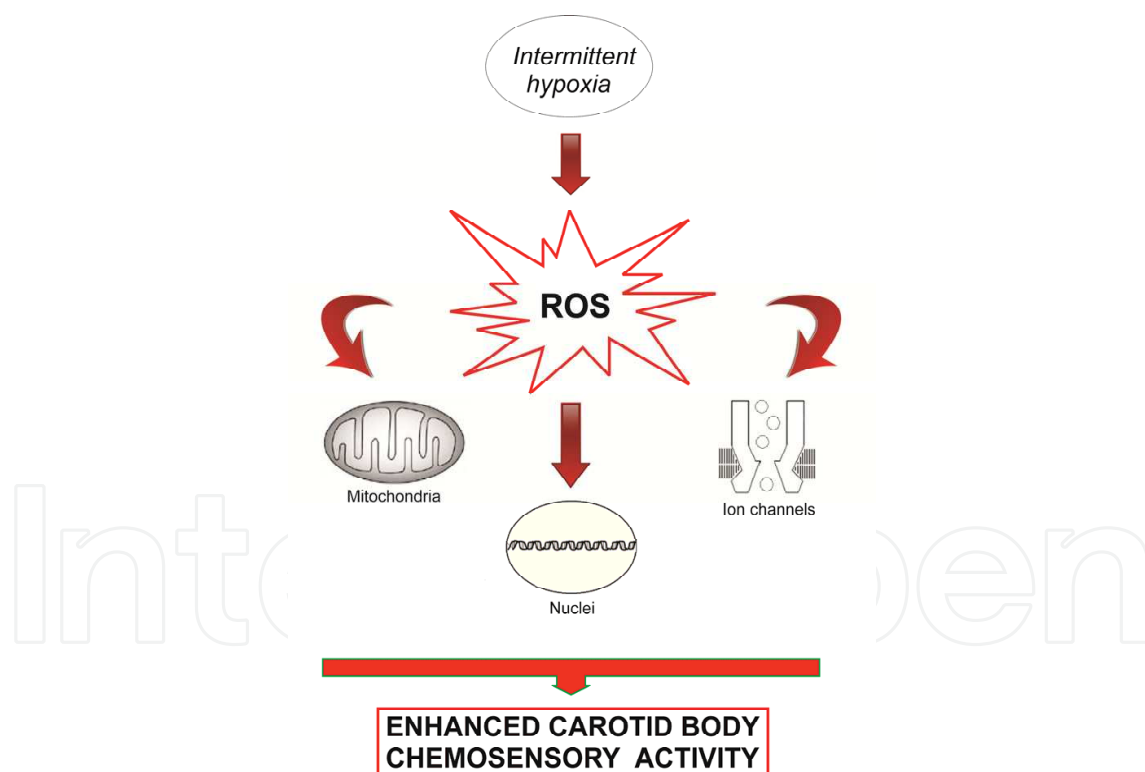 Intermittent
hypoxia
ROS
Mitochondria
Ion channels
Nuclei
ENHANCED CAROTID BODY
CHEMOSENSORY ACTIVITY